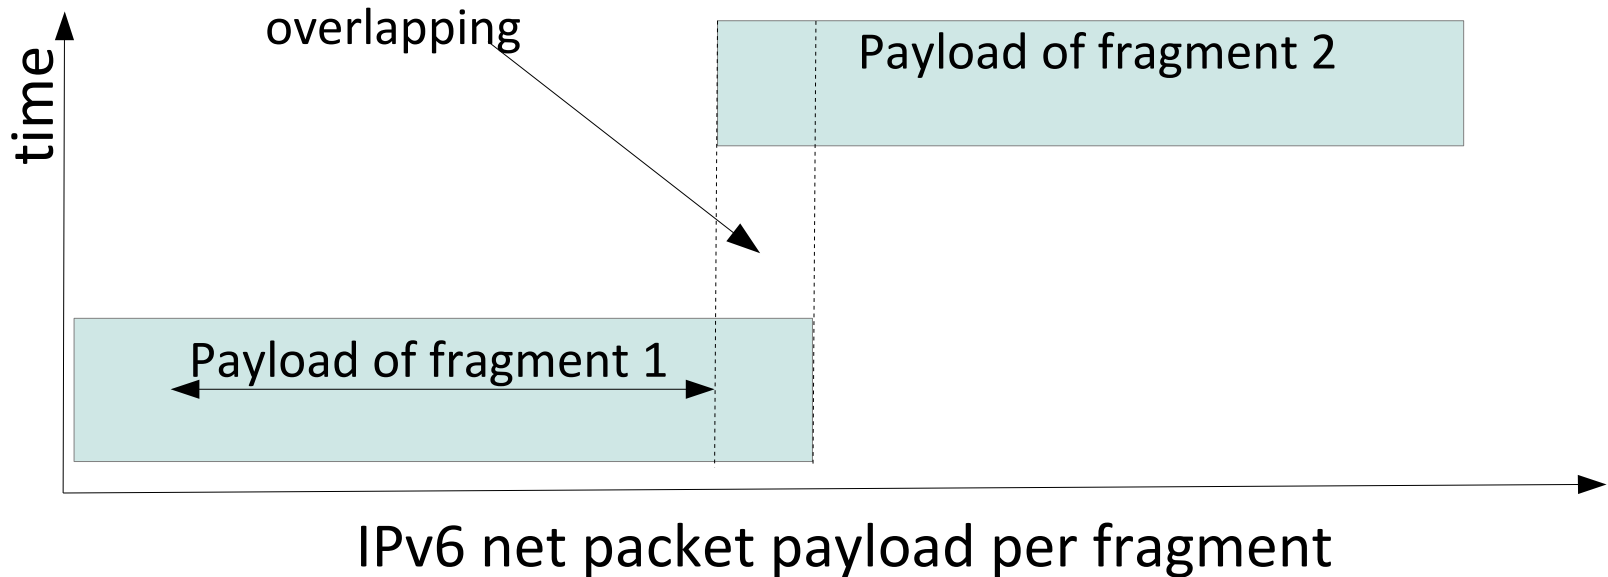 overlapping
Payload of fragment 2
time
Payload of fragment 1
IPv6 net packet payload per fragment